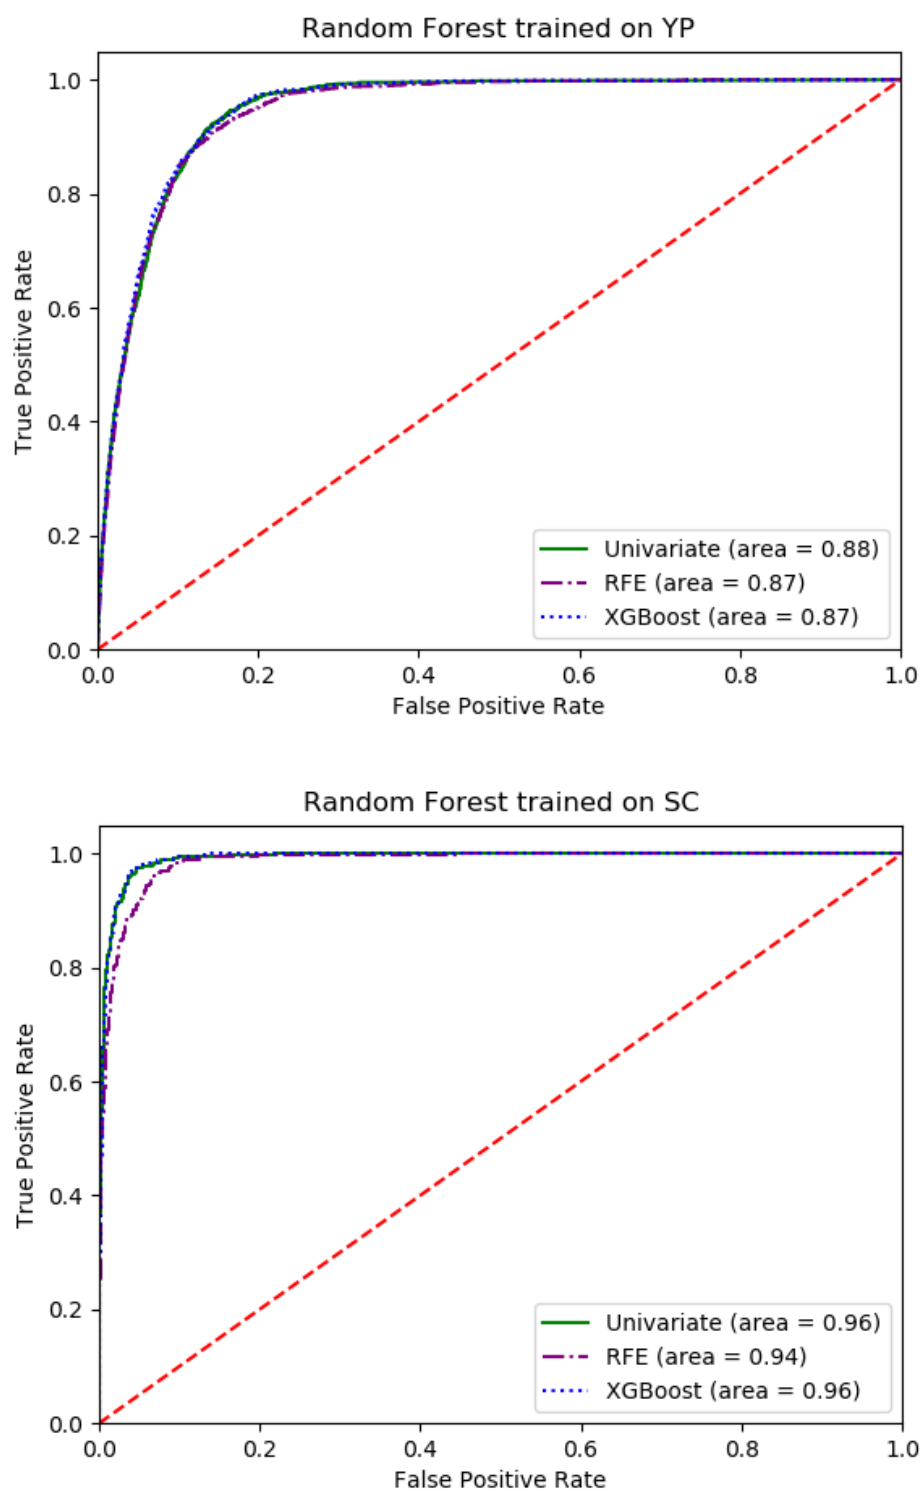 Random Forest trained on YP
1.0
0.8
0.6
0.4
0.2
0.0
True Positive Rate
Univariate (area = 0.88)
RFE (area = 0.87)
XGBoost (area = 0.87)
0.0 0.2 0.4 0.6 0.8 1.0
False Positive Rate
Random Forest trained on SC
1.0
0.8
0.6
0.4
0.2
0.0
True Positive Rate
Univariate (area = 0.96)
RFE (area = 0.94)
XGBoost (area = 0.96)
0.0 0.2 0.4 0.6 0.8 1.0
False Positive Rate